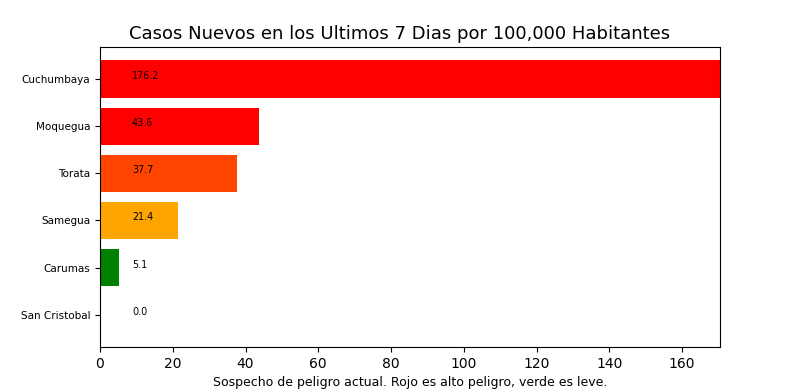 Casos Nuevos en los Ultimos 7 Dias por 100,000 Habitantes
Cuchumbaya 176.2
Moquegua 43.6
Torata 37.7
Samegua 21.4
Carumas 5.1
San Cristobal 0.0
0 20 40 60 80 100 120 140 160
Sospecho de peligro actual. Rojo es alto peligro, verde es leve.